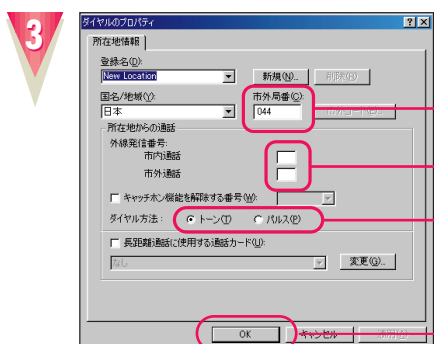 3
ダイヤルのプロパティ
所在地情報
登録名(D):
New Location 新規(N)... 削除(R)
国名/地域(Y): 市外局番(C):
日本 044
所在地からの通話
外線発信番号:
市内通話
市外通話
キャッチホン機能を解除する番号(W):
ダイヤル方法: トーン(T) パルス(P)
長距離通話に使用する通話カード(U):
なし 変更(G)...
OK キャンセル 適用(A)